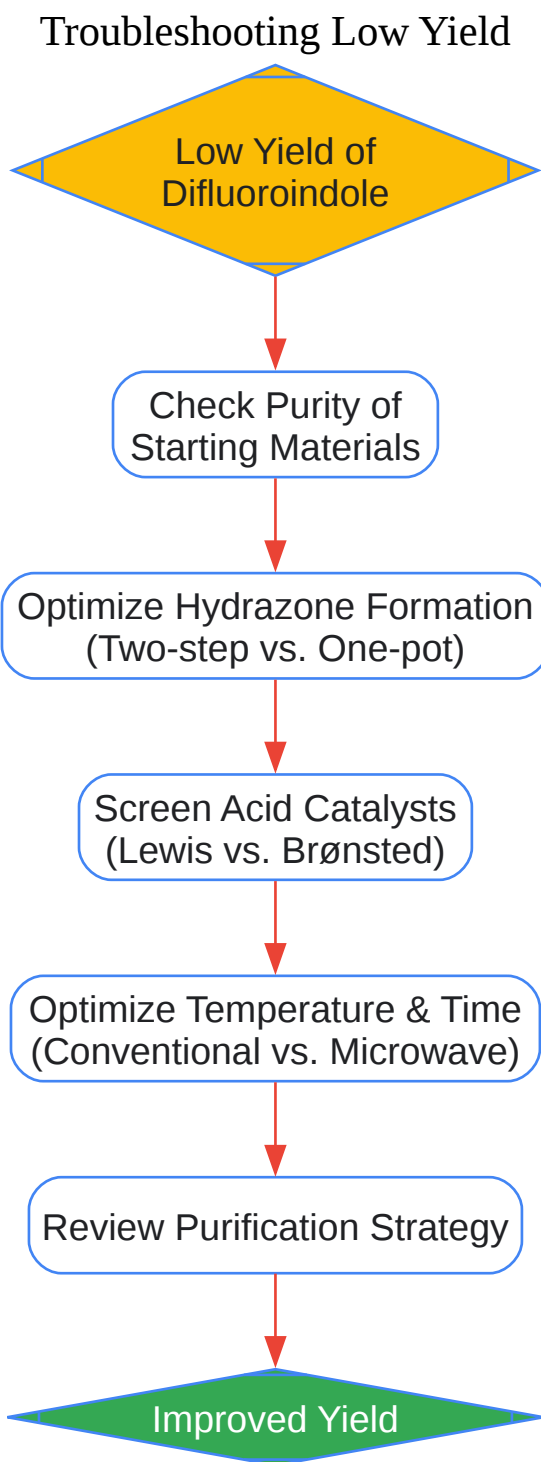 Troubleshooting Low Yield
Low Yield of
Difluoroindole
Check Purity of
Starting Materials
Optimize Hydrazone Formation
(Two-step vs. One-pot)
Screen Acid Catalysts
(Lewis vs. Brønsted)
Optimize Temperature & Time
(Conventional vs. Microwave)
Review Purification Strategy
Improved Yield